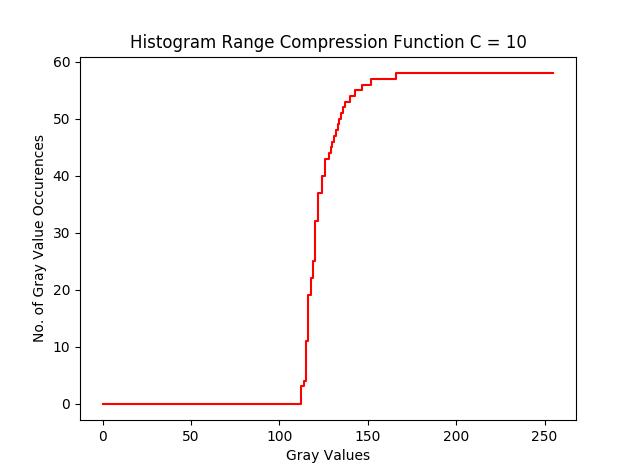 Histogram Range Compression Function C = 10
60
50
40
30
20
10
0
No. of Gray Value Occurences
0 50 100 150 200 250
Gray Values